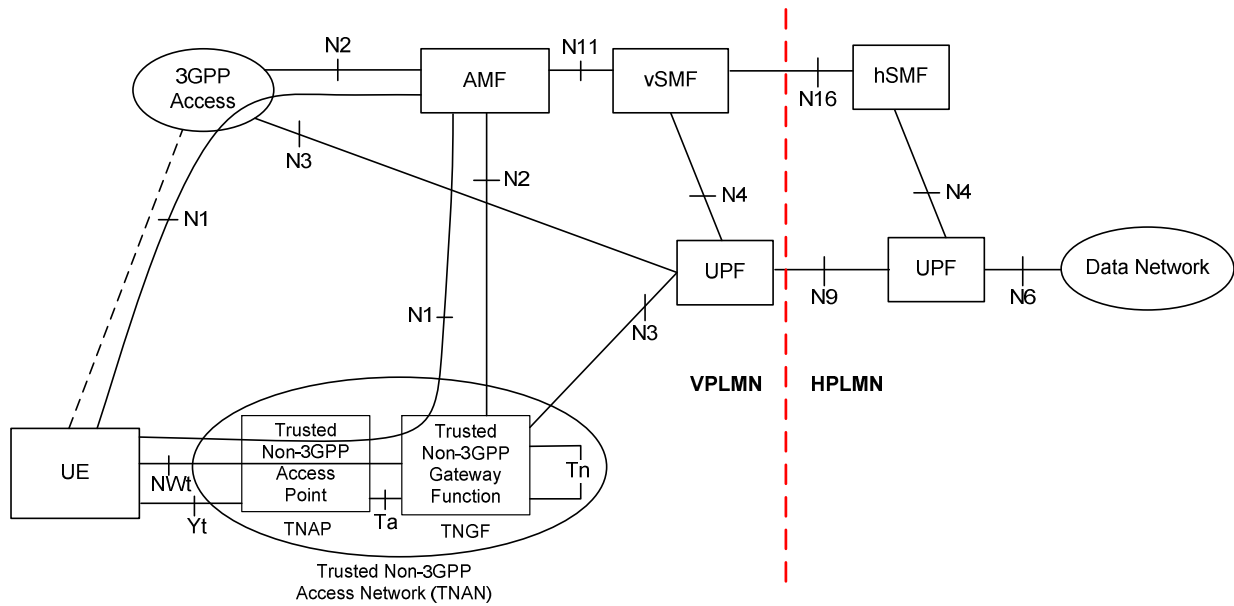 N2
N11
3GPP
Access
AMF
vSMF
hSMF
N16
N3
N2
N1
N4
N4
UPF
UPF
Data Network
N9
N6
N1
N3
VPLMN
HPLMN
UE
Trusted
Non-3GPP
Access
Point
Trusted
Non-3GPP
Gateway
Function
Tn
NWt
Yt
Ta
TNAP
TNGF
Trusted Non-3GPP
Access Network (TNAN)